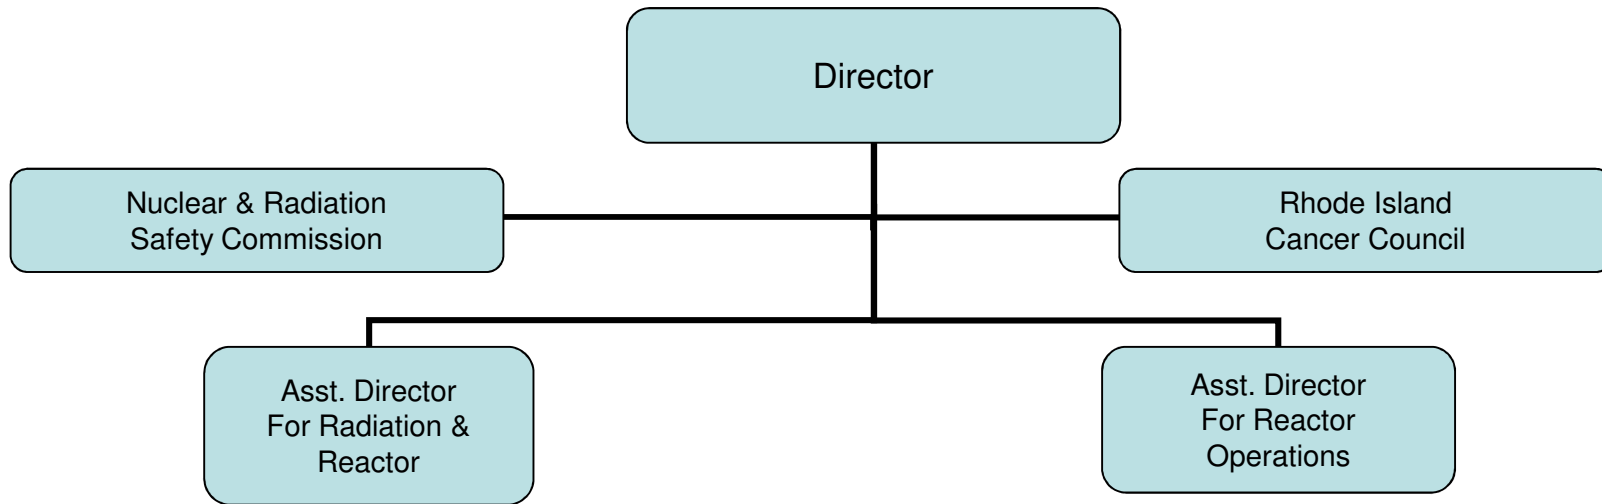 Director
Nuclear & Radiation
Safety Commission
Rhode Island
Cancer Council
Asst. Director
For Radiation &
Reactor
Asst. Director
For Reactor
Operations